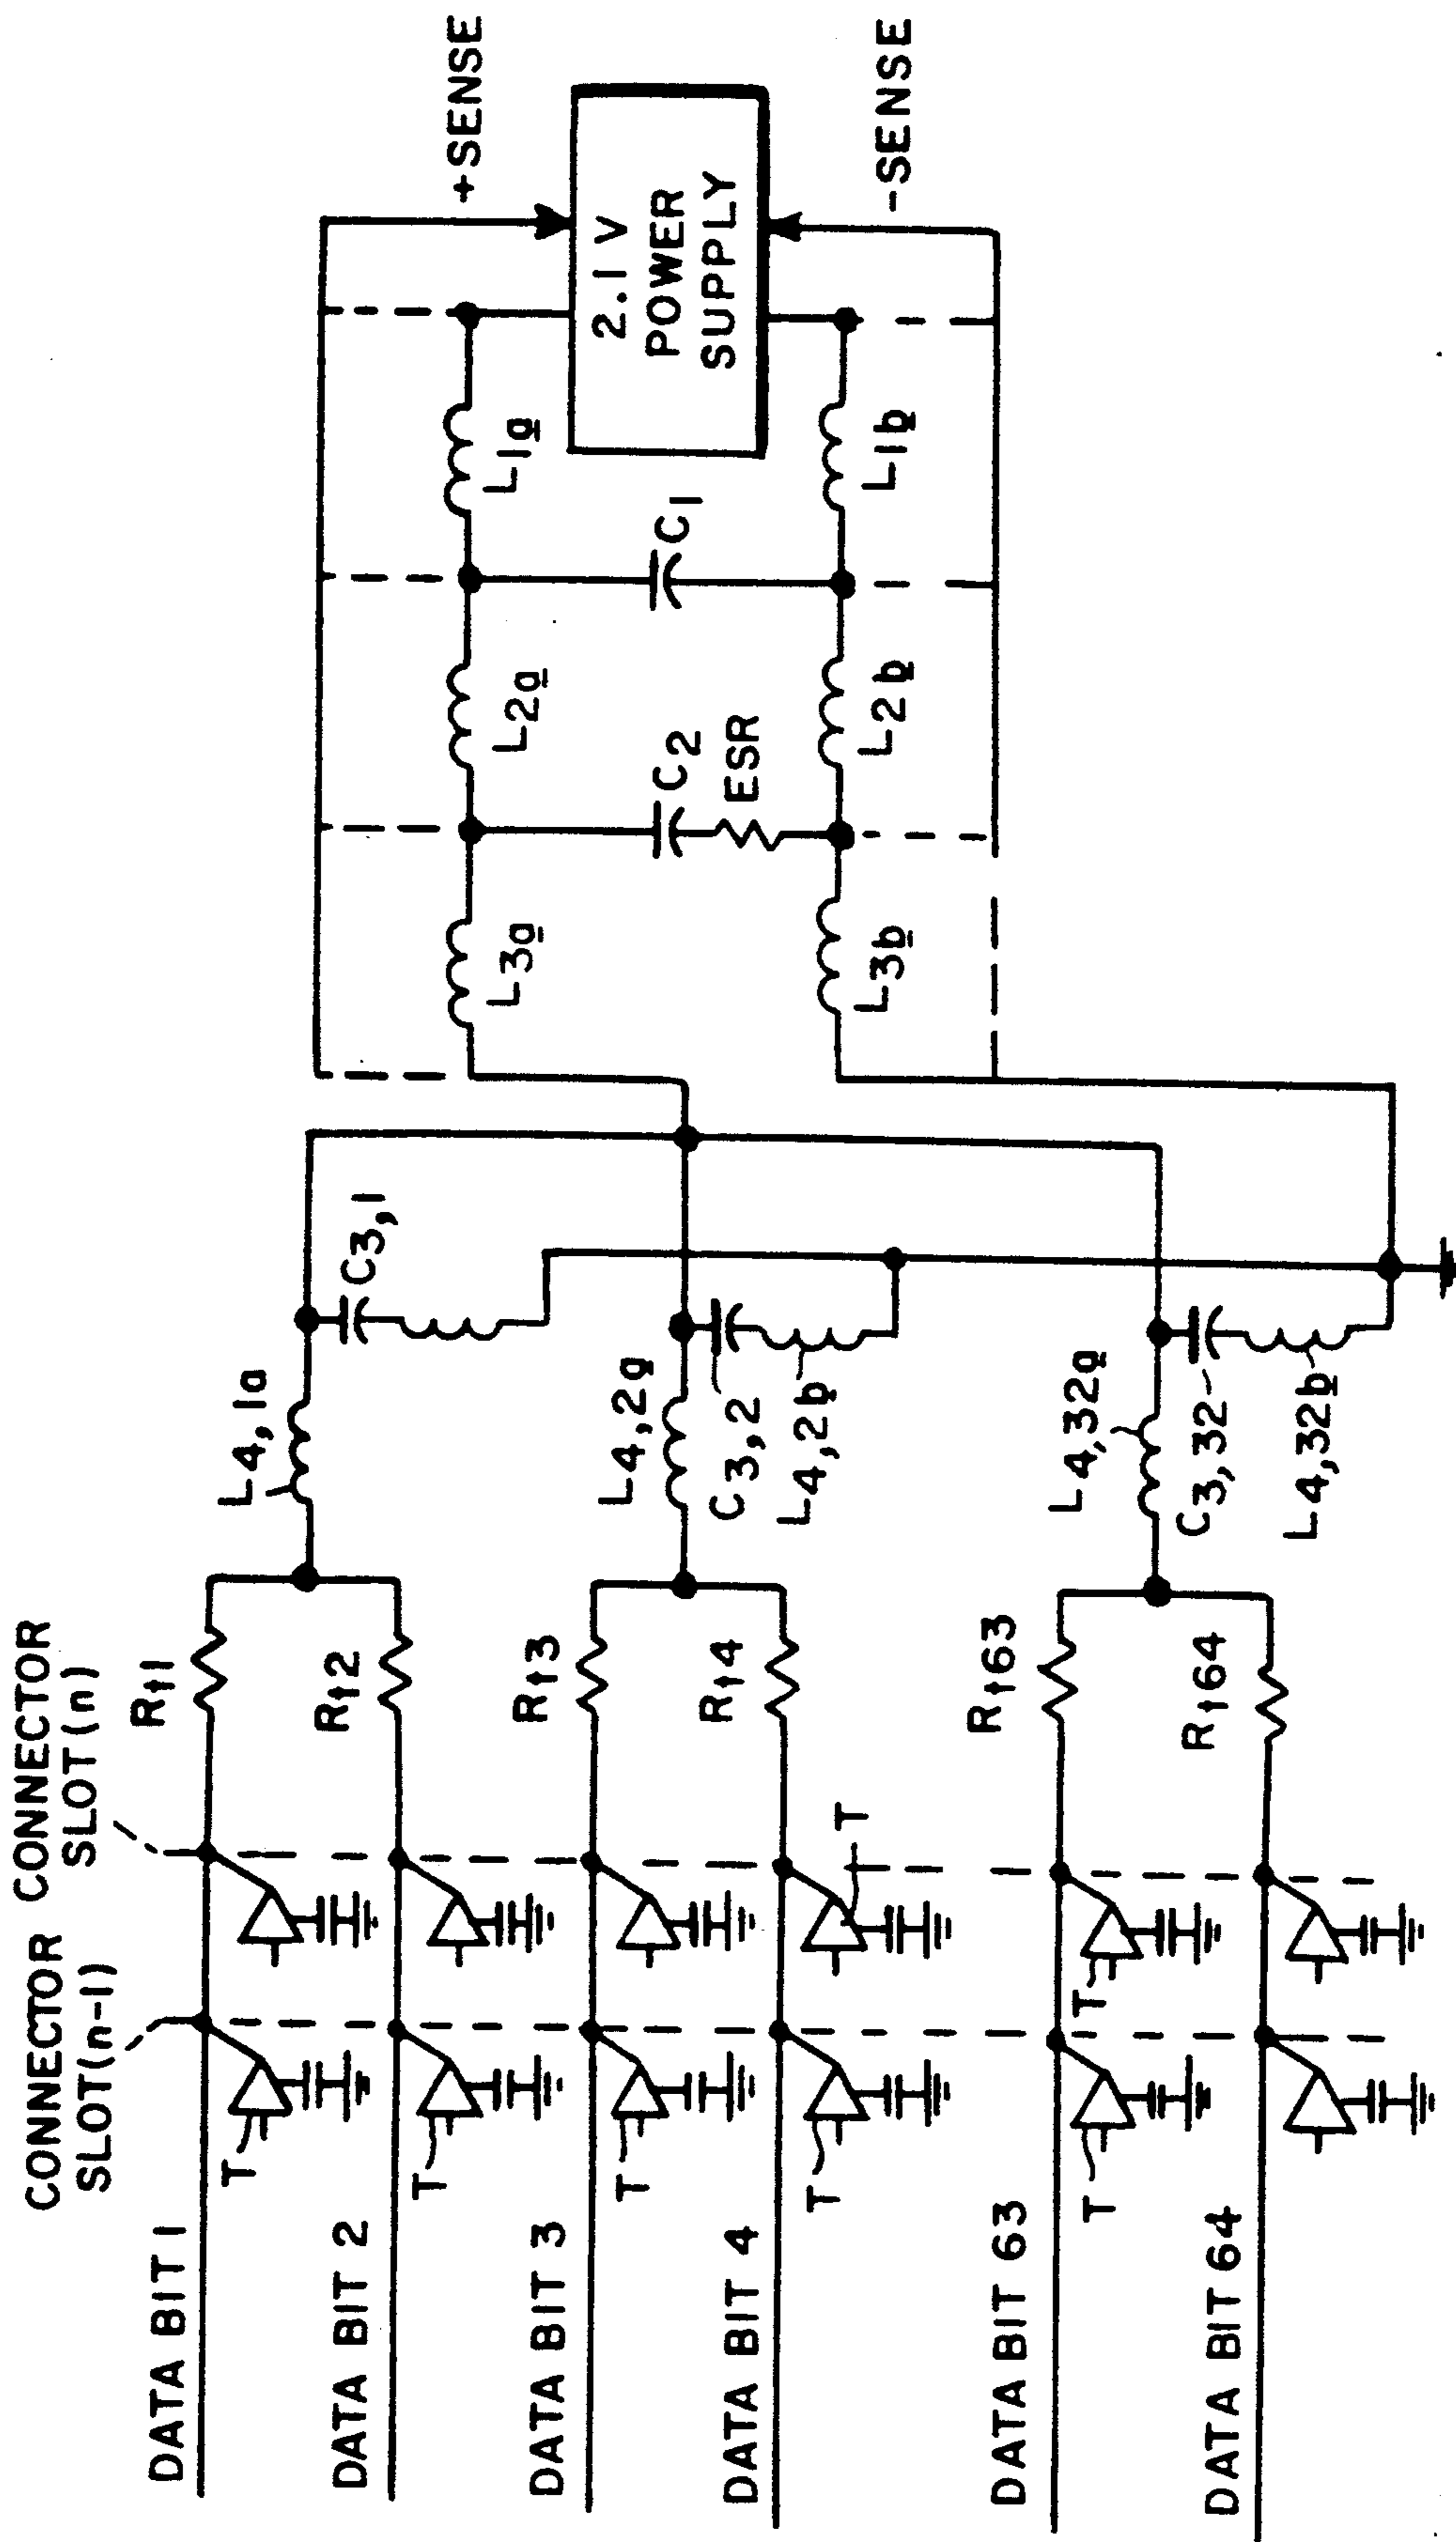 CONNECTOR
SLOT(n-1)
CONNECTOR
SLOT(n)
DATA BIT 1
DATA BIT 2
DATA BIT 3
DATA BIT 4
DATA BIT 63
DATA BIT 64
T
T
T
T
T
T
T
Rt1
Rt2
Rt3
Rt4
Rt63
Rt64
L4,1a
C3,1
L4,2a
C3,2
L4,2b
L4,32a
C3,32
L4,32b
L3a
L2a
L1a
C2
ESR
C1
L3b
L2b
L1b
2.1 V
POWER
SUPPLY
+SENSE
-SENSE